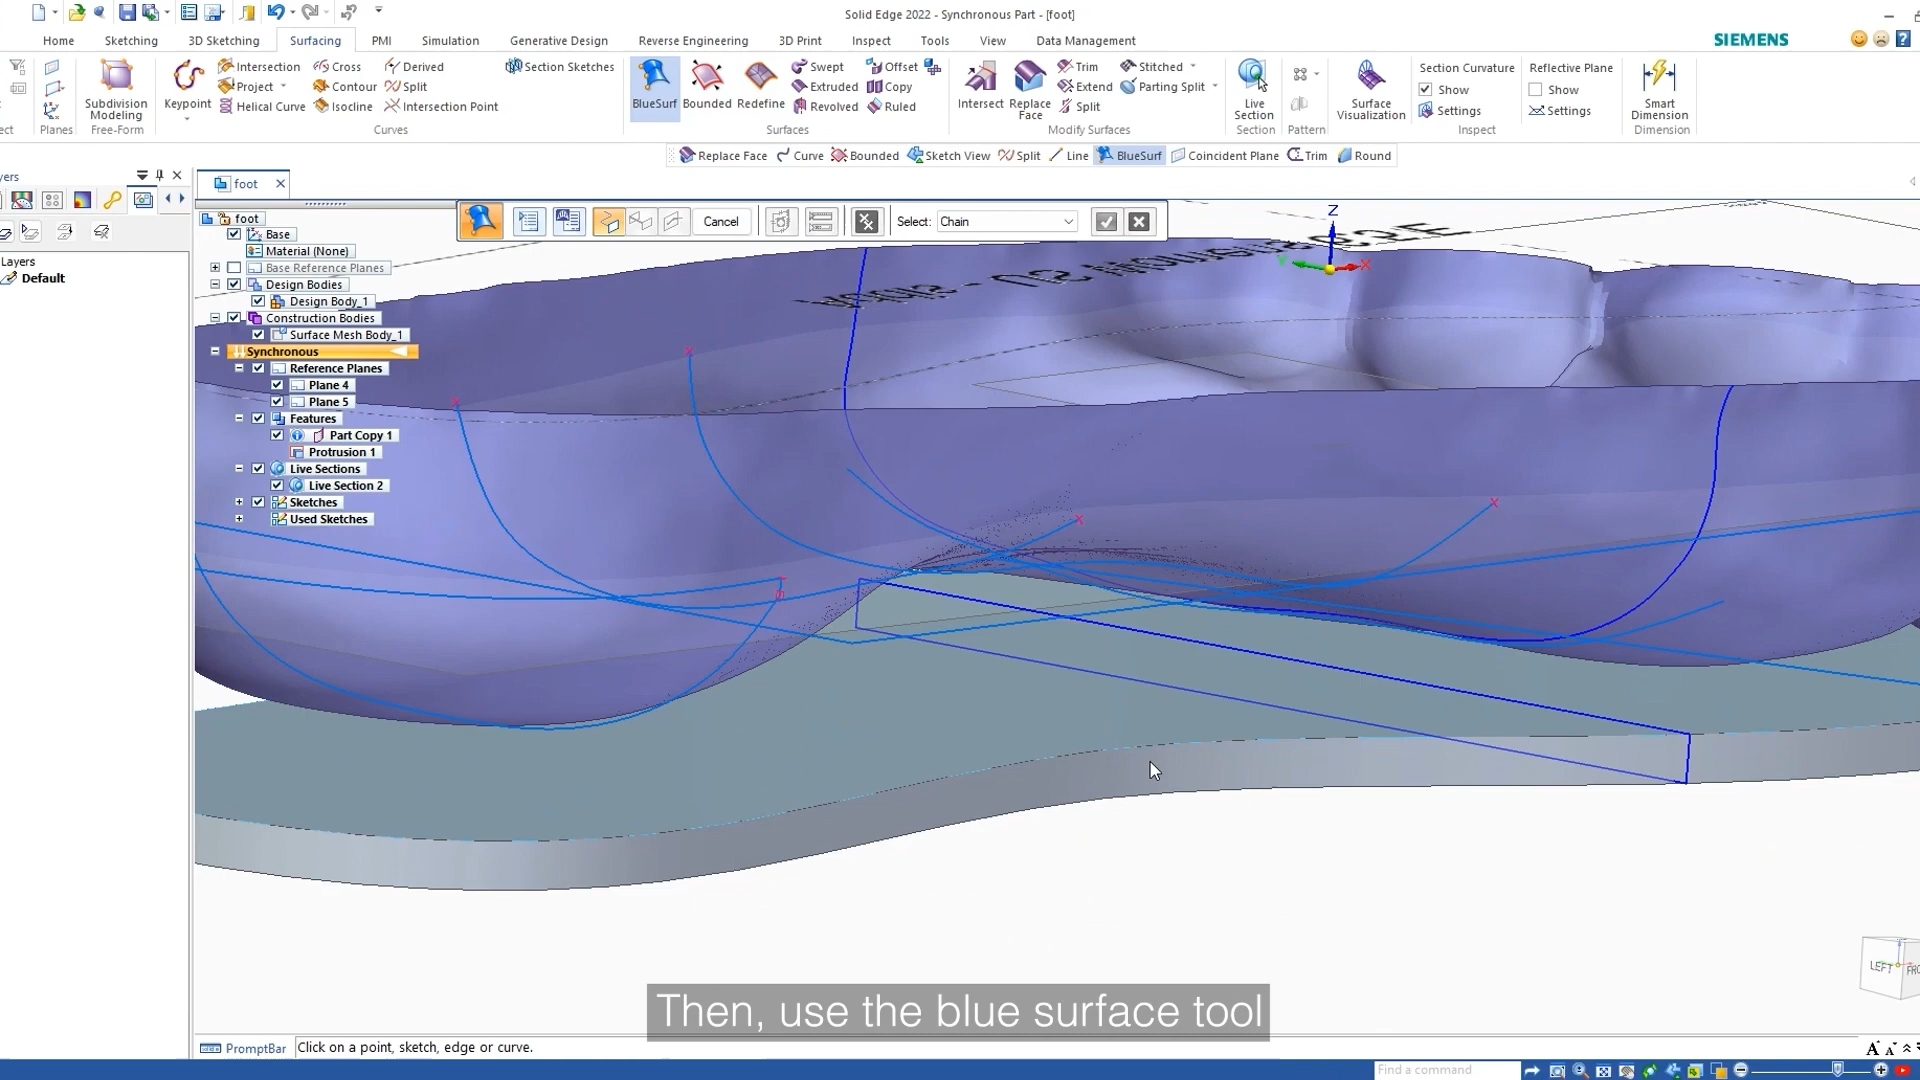 Solid Edge 2022 - Synchronous Part - [foot]
Home Sketching 3D Sketching Surfacing PMI Simulation Generative Design Reverse Engineering 3D Print Inspect Tools View Data Management
SIEMENS
Planes
Subdivision Modeling
Free-Form
Keypoint
Intersection Cross Derived
Project Contour Split
Helical Curve Isocline Intersection Point
Section Sketches
Curves
BlueSurf Bounded Redefine
Swept Offset
Extruded Copy
Revolved Ruled
Surfaces
Intersect Replace Face
Trim Stitched
Extend Parting Split
Split
Modify Surfaces
Live Section
Section
Pattern
Surface Visualization
Section Curvature
Show
Settings
Inspect
Reflective Plane
Show
Settings
Smart Dimension
Dimension
Replace Face Curve Bounded Sketch View Split Line BlueSurf Coincident Plane Trim Round
yers
foot
Cancel
Select: Chain
Layers
Default
foot
Base
Material (None)
Base Reference Planes
Design Bodies
Design Body_1
Construction Bodies
Surface Mesh Body_1
Synchronous
Reference Planes
Plane 4
Plane 5
Features
Part Copy 1
Protrusion 1
Live Sections
Live Section 2
Sketches
Used Sketches
Z
Y X
LEFT FRO
Then, use the blue surface tool
PromptBar Click on a point, sketch, edge or curve.
Find a command